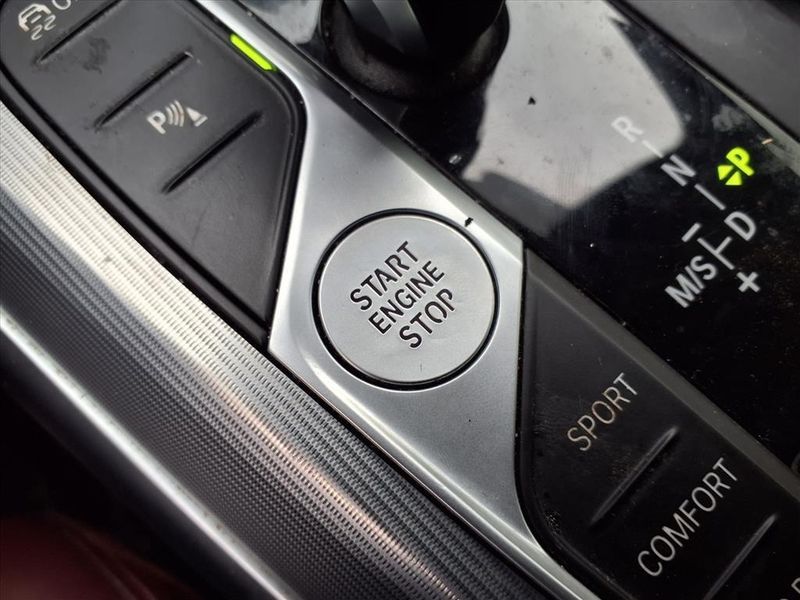 P
START
ENGINE
STOP
R
N
P
D
M/S
-
+
SPORT
COMFORT